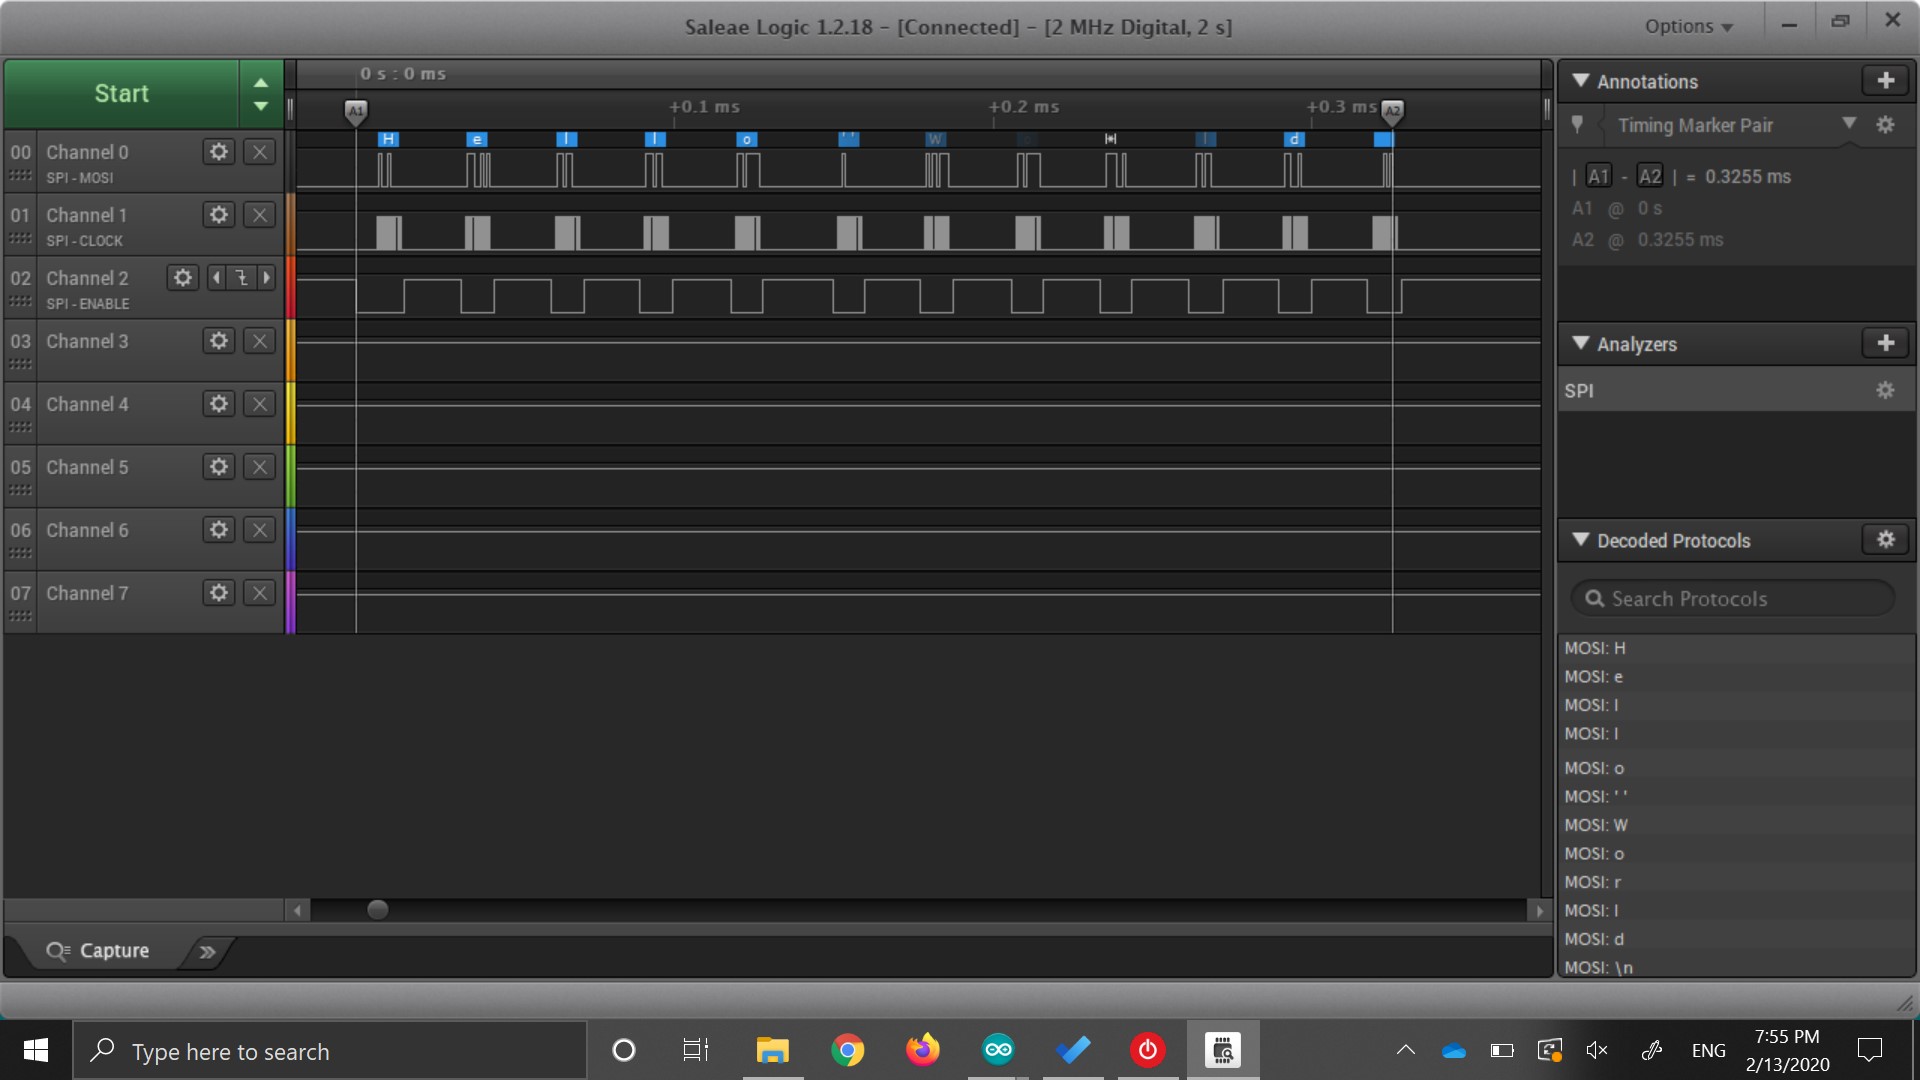 Saleae Logic 1.2.18 - [Connected] - [2 MHz Digital, 2 s]
Options
Start
0 s : 0 ms
+0.1 ms
+0.2 ms
+0.3 ms
A1
A2
H
e
l
l
o
' '
W
l
d
00
Channel 0
SPI - MOSI
01
Channel 1
SPI - CLOCK
02
Channel 2
SPI - ENABLE
03
Channel 3
04
Channel 4
05
Channel 5
06
Channel 6
07
Channel 7
Capture
Annotations
Timing Marker Pair
| A1 - A2 | = 0.3255 ms
A1 @ 0 s
A2 @ 0.3255 ms
Analyzers
SPI
Decoded Protocols
Search Protocols
MOSI: H
MOSI: e
MOSI: l
MOSI: l
MOSI: o
MOSI: ' '
MOSI: W
MOSI: o
MOSI: r
MOSI: l
MOSI: d
MOSI: \n
Type here to search
ENG
7:55 PM
2/13/2020